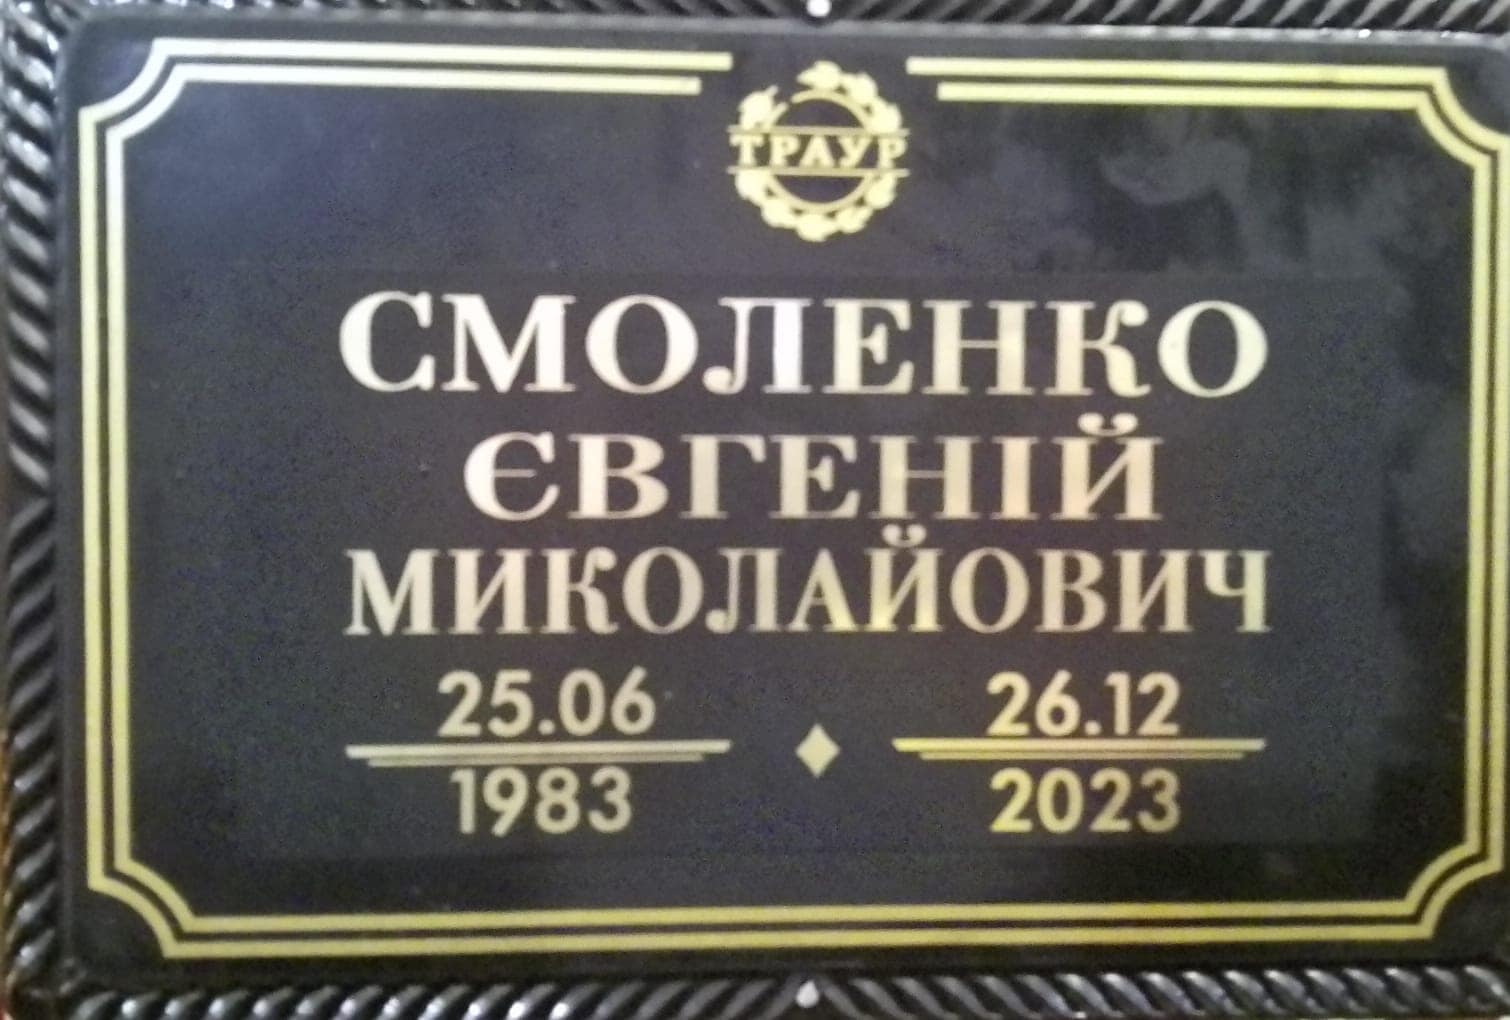 ТРАУР
СМОЛЕНКО
ЄВГЕНІЙ
МИКОЛАЙОВИЧ
25.06 26.12
1983 2023